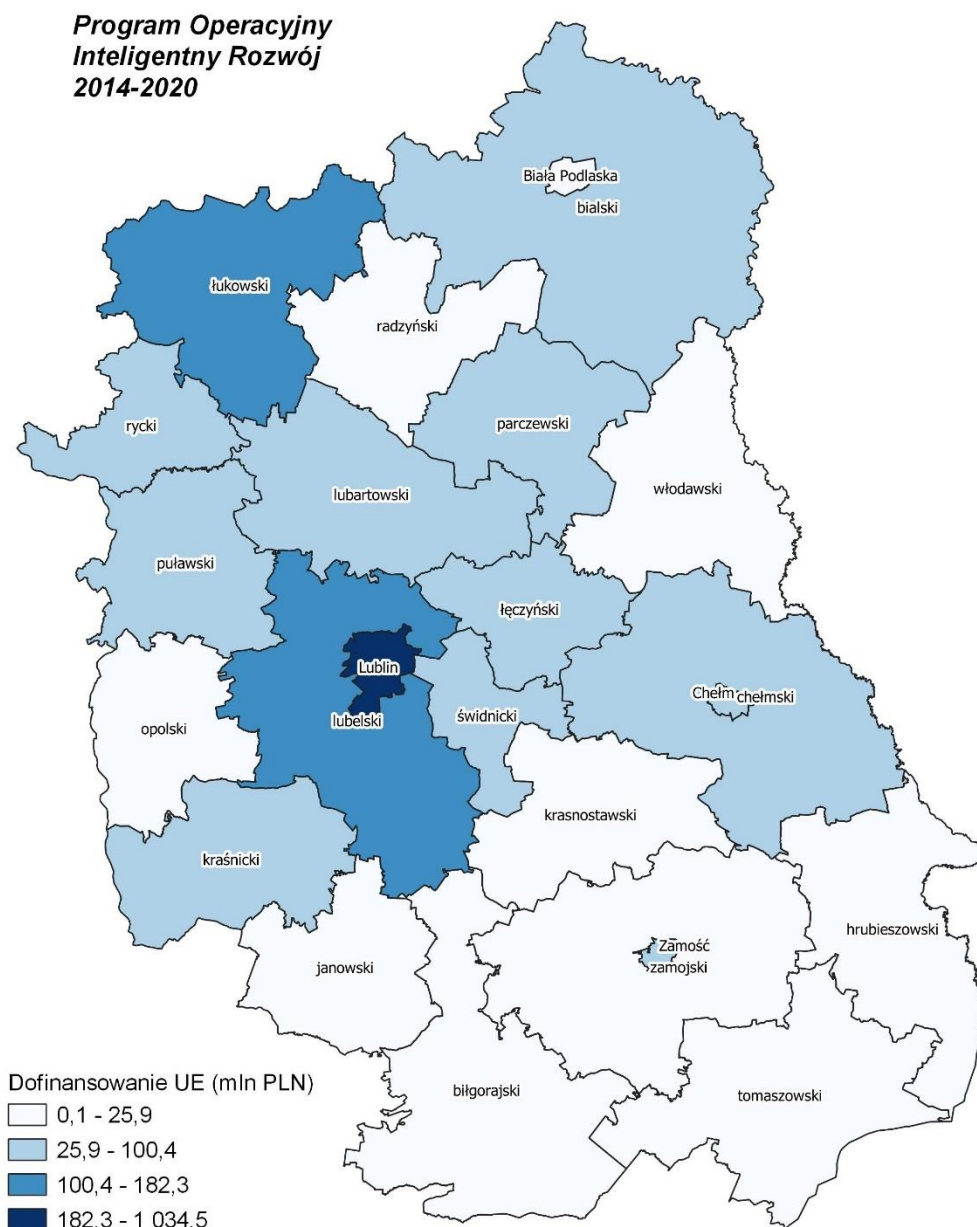 Program Operacyjny
Inteligentny Rozwój
2014-2020
Biała Podlaska
bialski
łukowski
radzyński
rycki
parczewski
lubartowski
włodawski
puławski
łęczyński
Lublin
Chełm
chełmski
lubelski
świdnicki
opolski
krasnostawski
kraśnicki
hrubieszowski
Zamość
zamojski
janowski
biłgorajski
tomaszowski
Dofinansowanie UE (mln PLN)
0,1 - 25,9
25,9 - 100,4
100,4 - 182,3
182,3 - 1 034,5